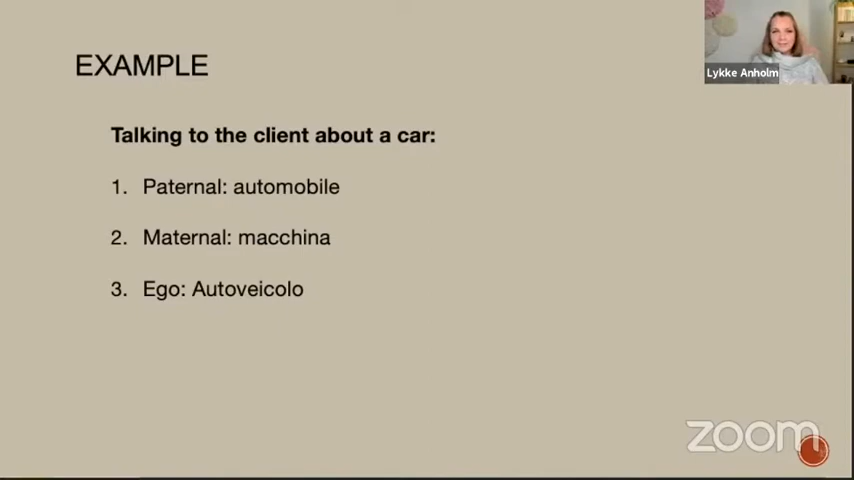 EXAMPLE
Lykke Anholm
Talking to the client about a car:
1. Paternal: automobile
2. Maternal: macchina
3. Ego: Autoveicolo
zoom